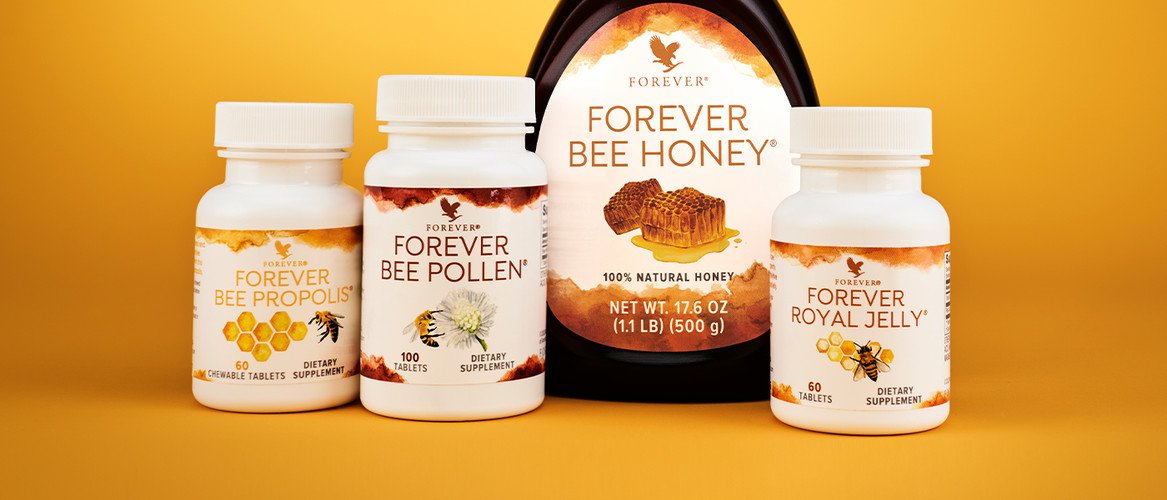 FOREVER®
FOREVER
BEE PROPOLIS®
60
CHEWABLE TABLETS
DIETARY
SUPPLEMENT
FOREVER®
FOREVER
BEE POLLEN®
100
TABLETS
DIETARY
SUPPLEMENT
FOREVER®
FOREVER
BEE HONEY®
100% NATURAL HONEY
NET WT. 17.6 OZ
(1.1 LB) (500 g)
FOREVER®
FOREVER
ROYAL JELLY®
60
TABLETS
DIETARY
SUPPLEMENT